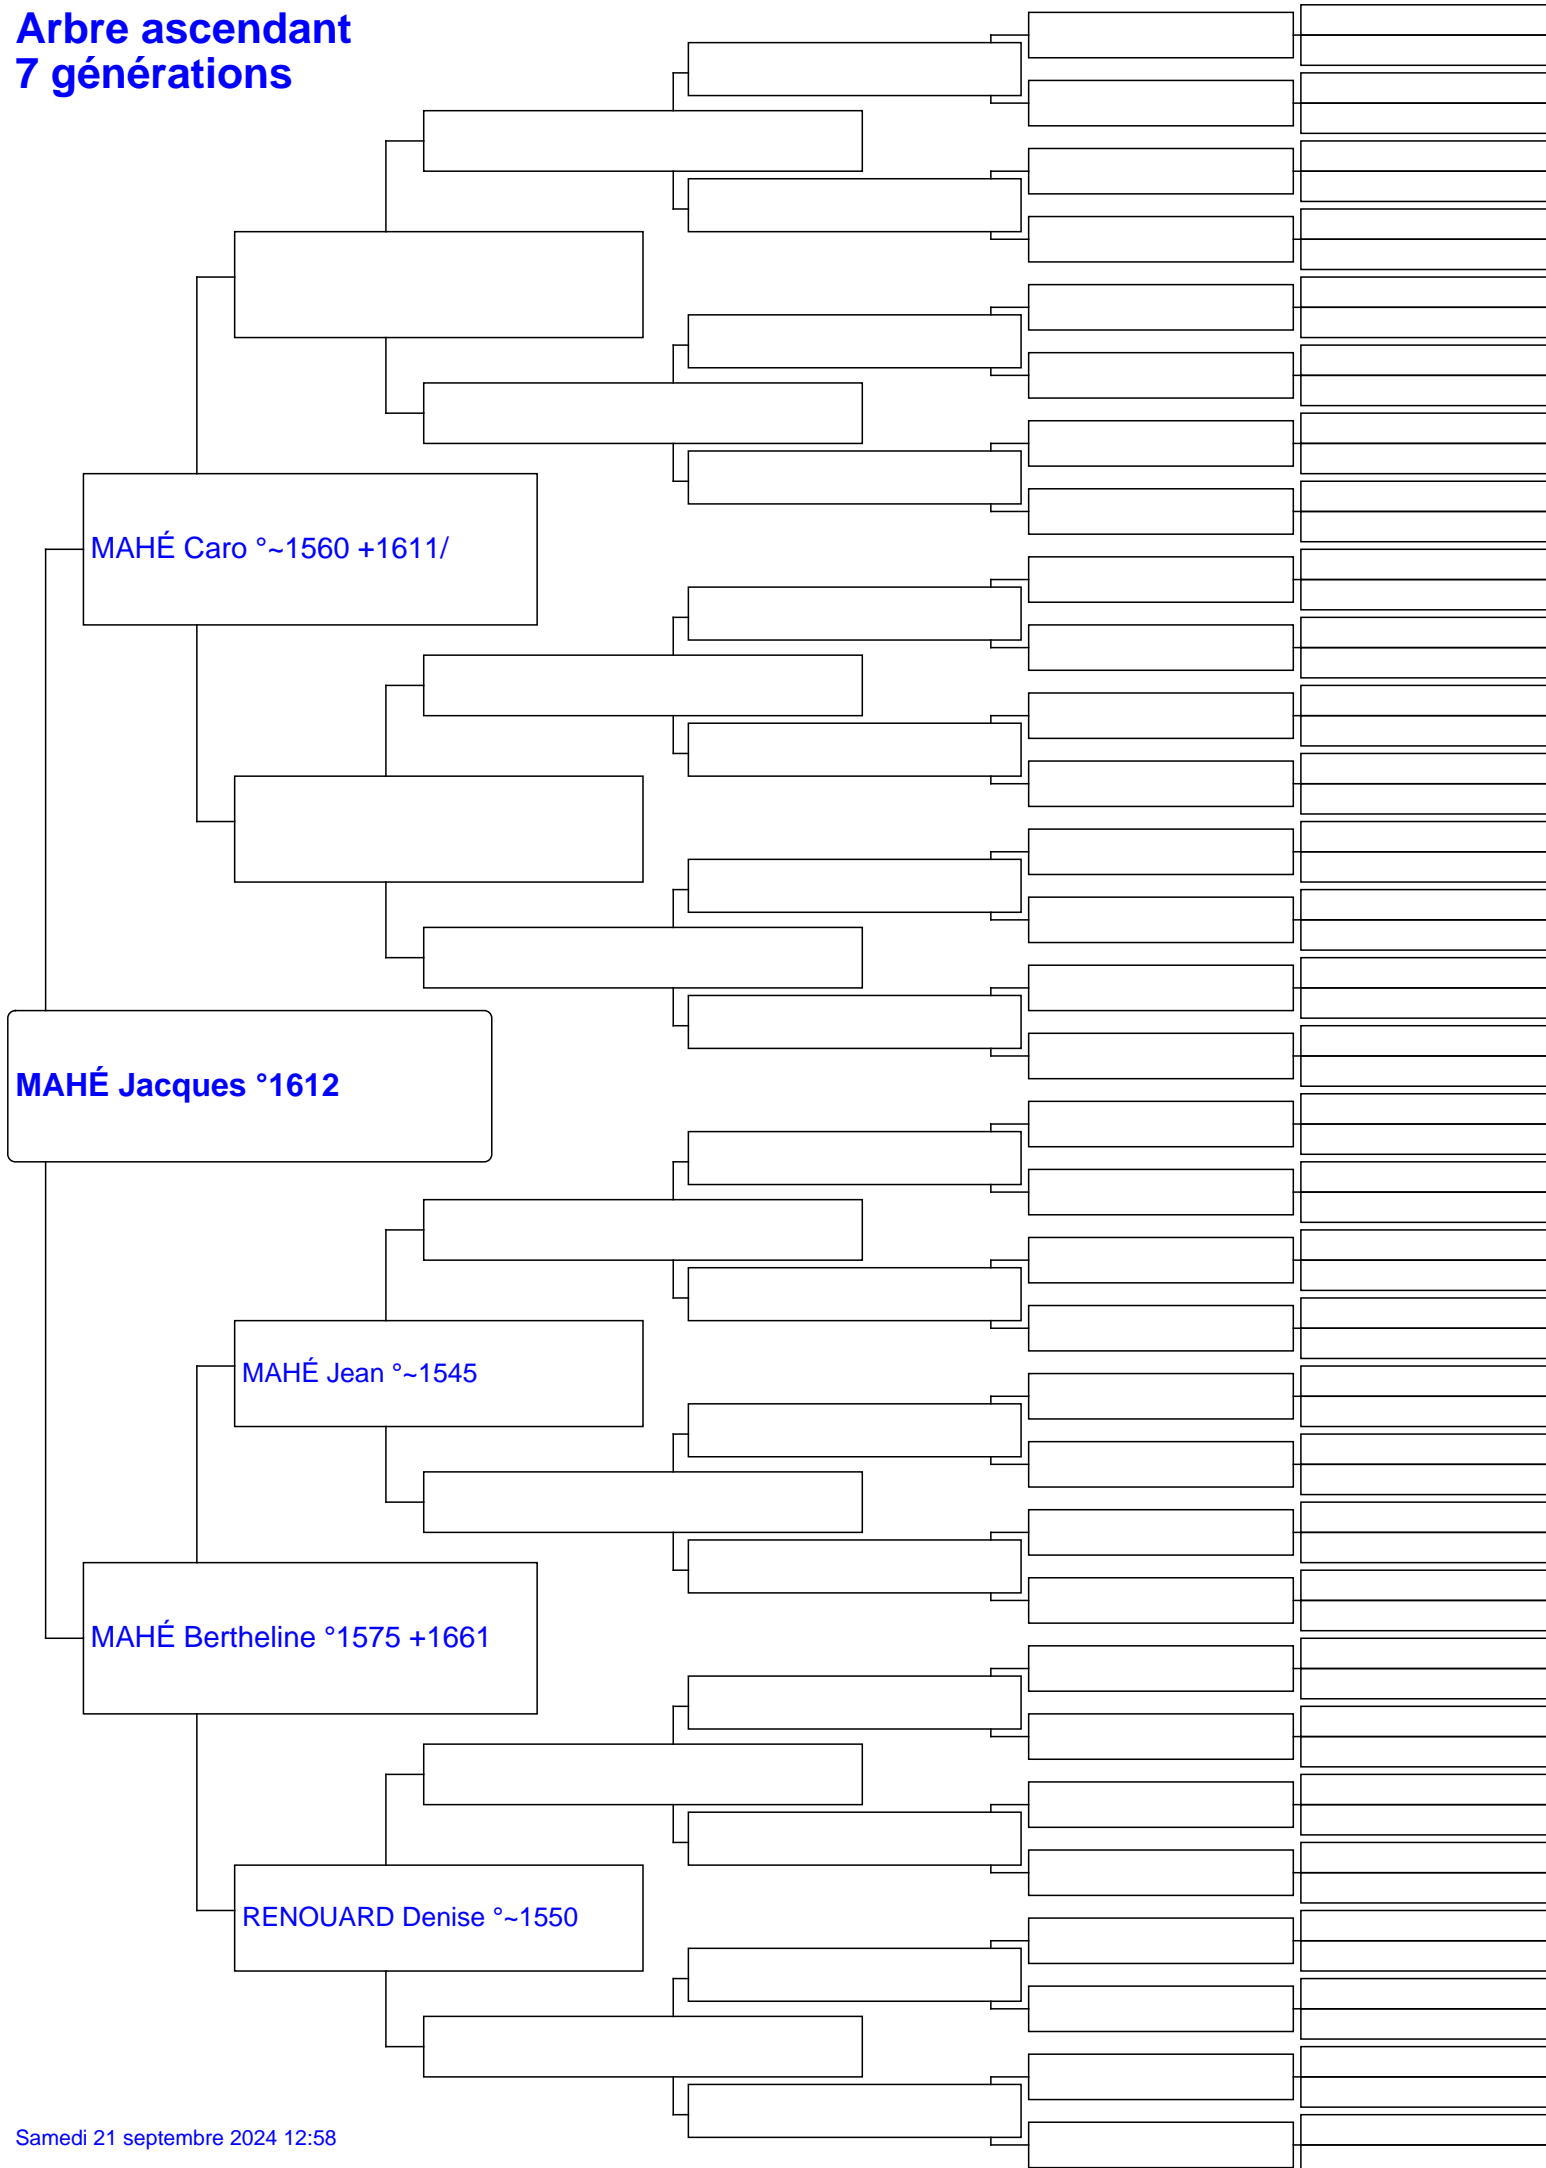 Arbre ascendant
7 générations
MAHÉ Caro °~1560 +1611/
MAHÉ Jacques °1612
MAHÉ Jean °~1545
MAHÉ Bertheline °1575 +1661
RENOUARD Denise °~1550
Samedi 21 septembre 2024 12:58